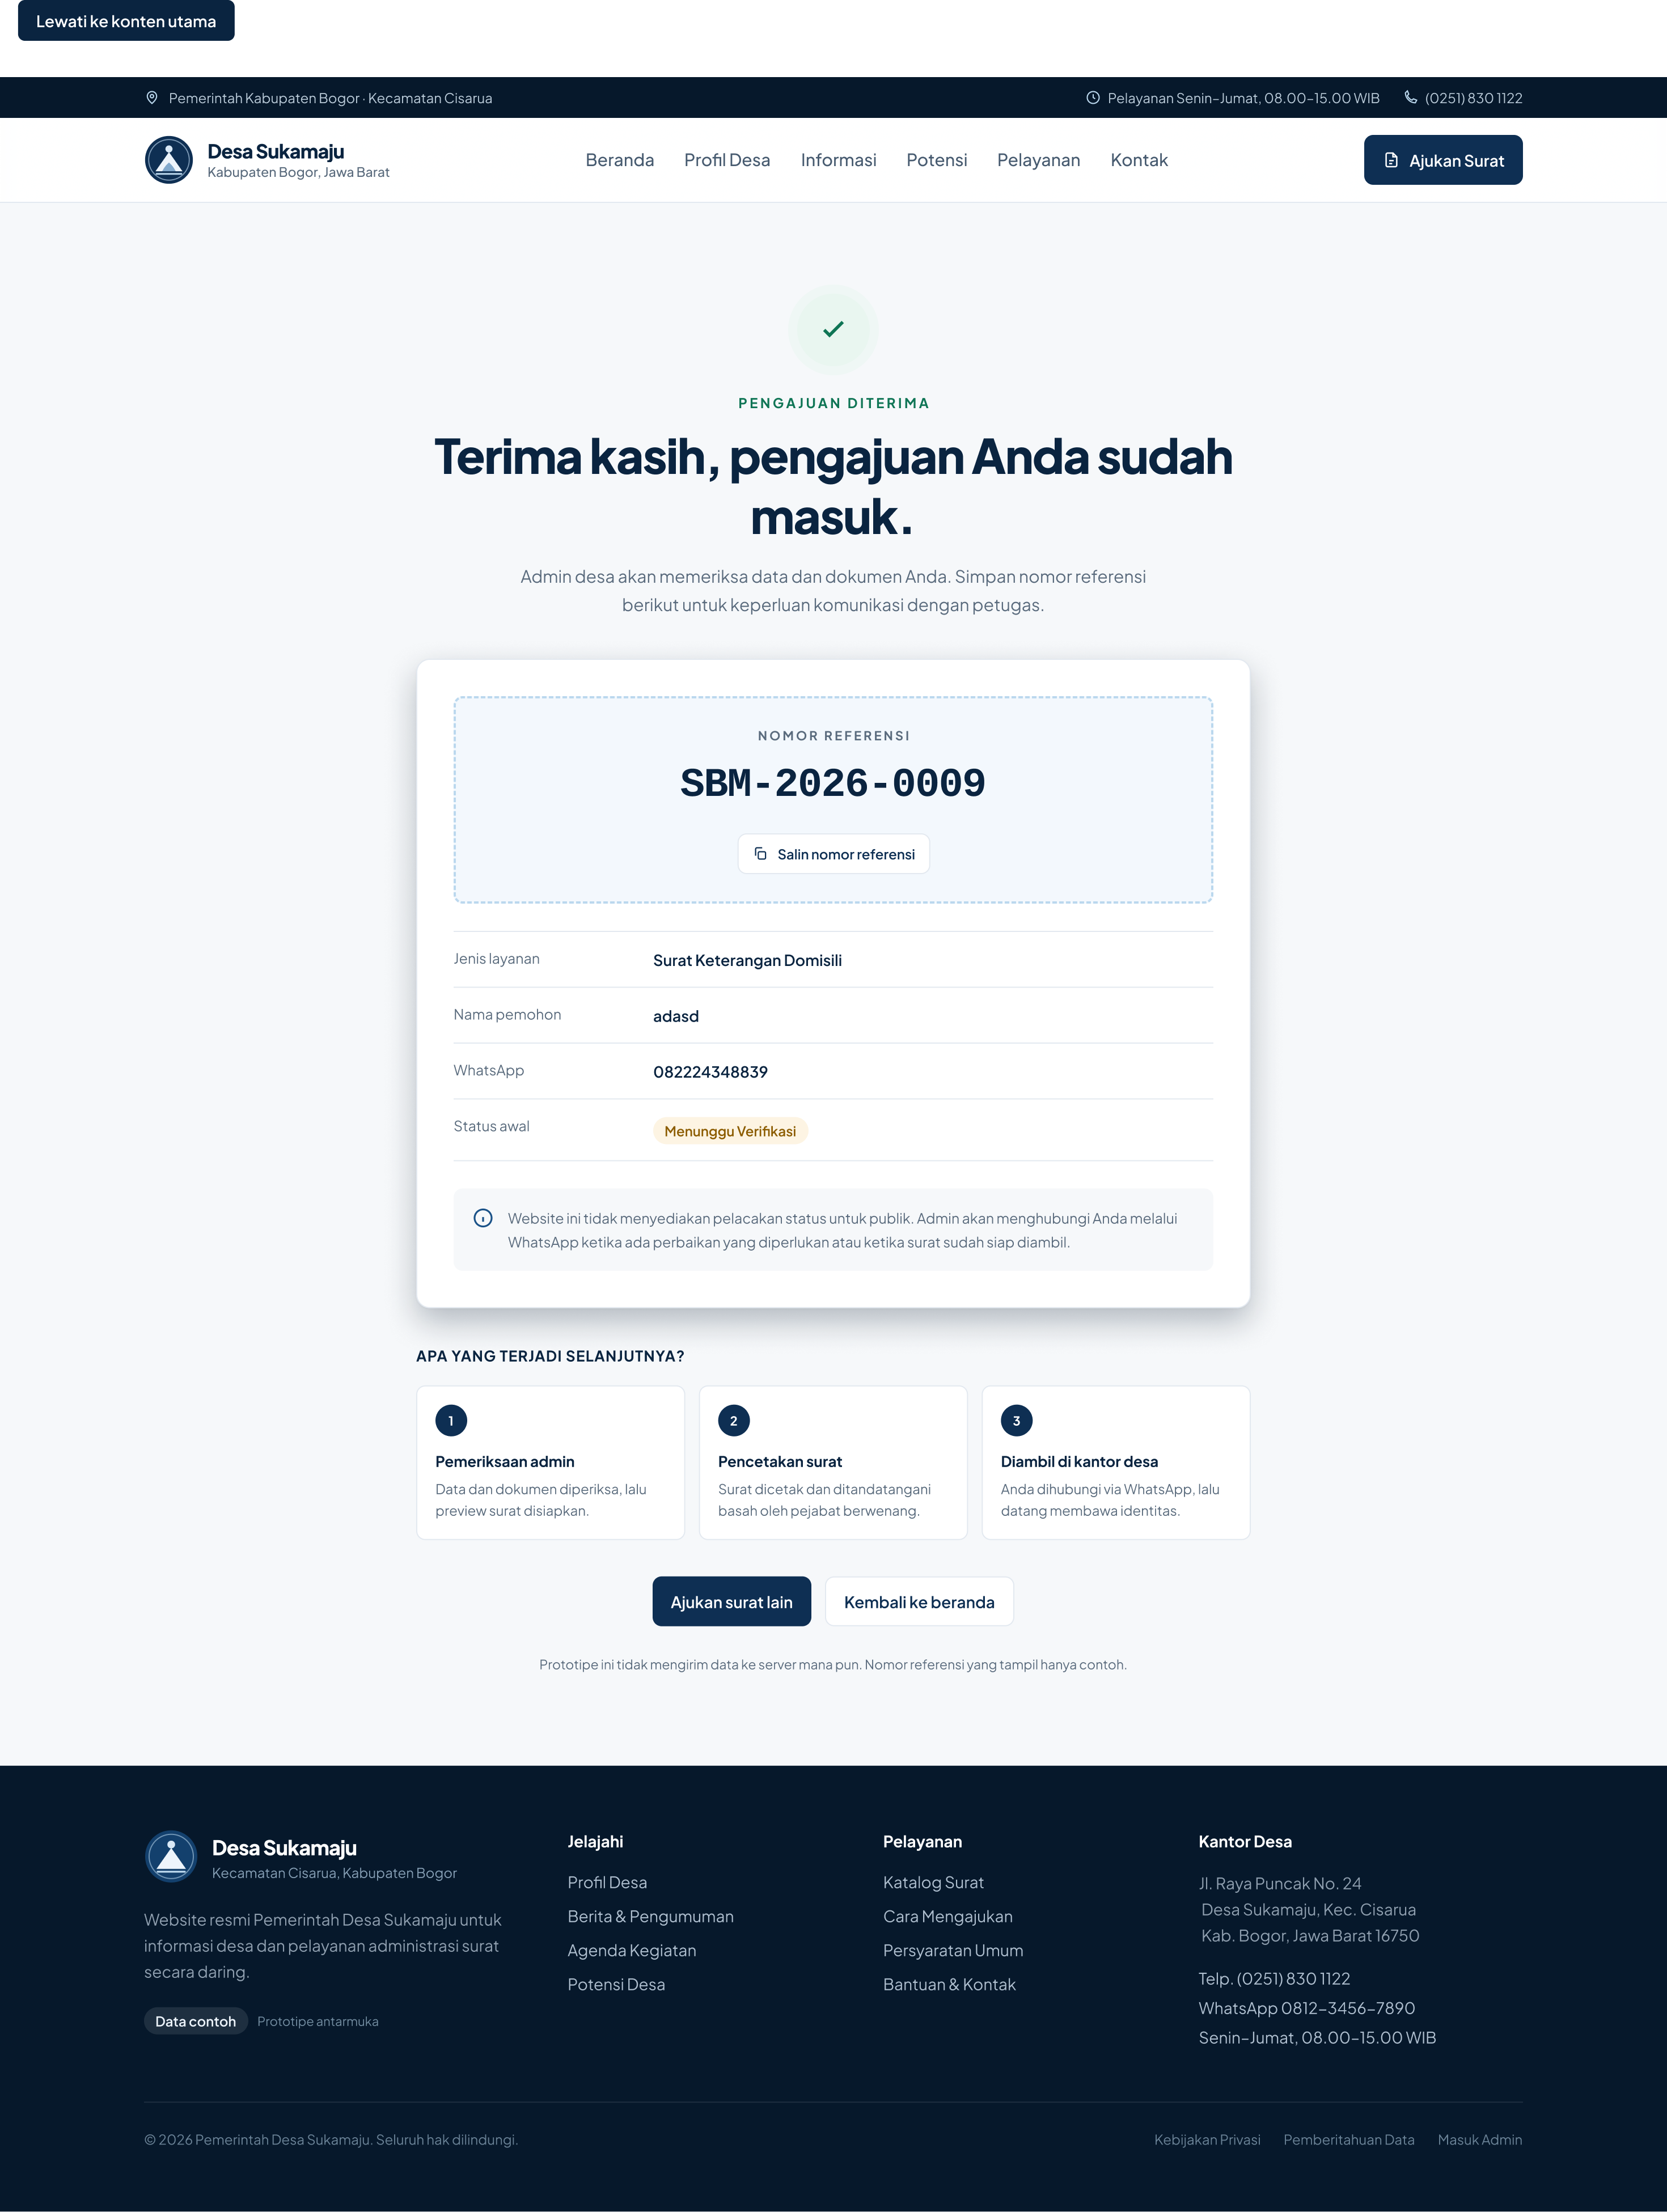 Lewati ke konten utama
Pemerintah Kabupaten Bogor · Kecamatan Cisarua
Pelayanan Senin–Jumat, 08.00–15.00 WIB
(0251) 830 1122
Desa Sukamaju
Kabupaten Bogor, Jawa Barat
Beranda
Profil Desa
Informasi
Potensi
Pelayanan
Kontak
Ajukan Surat
PENGAJUAN DITERIMA
Terima kasih, pengajuan Anda sudah
masuk.
Admin desa akan memeriksa data dan dokumen Anda. Simpan nomor referensi
berikut untuk keperluan komunikasi dengan petugas.
NOMOR REFERENSI
SBM-2026-0009
Salin nomor referensi
Jenis layanan
Surat Keterangan Domisili
Nama pemohon
adasd
WhatsApp
082224348839
Status awal
Menunggu Verifikasi
Website ini tidak menyediakan pelacakan status untuk publik. Admin akan menghubungi Anda melalui
WhatsApp ketika ada perbaikan yang diperlukan atau ketika surat sudah siap diambil.
APA YANG TERJADI SELANJUTNYA?
1
Pemeriksaan admin
Data dan dokumen diperiksa, lalu
preview surat disiapkan.
2
Pencetakan surat
Surat dicetak dan ditandatangani
basah oleh pejabat berwenang.
3
Diambil di kantor desa
Anda dihubungi via WhatsApp, lalu
datang membawa identitas.
Ajukan surat lain
Kembali ke beranda
Prototipe ini tidak mengirim data ke server mana pun. Nomor referensi yang tampil hanya contoh.
Desa Sukamaju
Kecamatan Cisarua, Kabupaten Bogor
Website resmi Pemerintah Desa Sukamaju untuk
informasi desa dan pelayanan administrasi surat
secara daring.
Data contoh
Prototipe antarmuka
Jelajahi
Profil Desa
Berita & Pengumuman
Agenda Kegiatan
Potensi Desa
Pelayanan
Katalog Surat
Cara Mengajukan
Persyaratan Umum
Bantuan & Kontak
Kantor Desa
Jl. Raya Puncak No. 24
Desa Sukamaju, Kec. Cisarua
Kab. Bogor, Jawa Barat 16750
Telp. (0251) 830 1122
WhatsApp 0812-3456-7890
Senin–Jumat, 08.00–15.00 WIB
© 2026 Pemerintah Desa Sukamaju. Seluruh hak dilindungi.
Kebijakan Privasi
Pemberitahuan Data
Masuk Admin